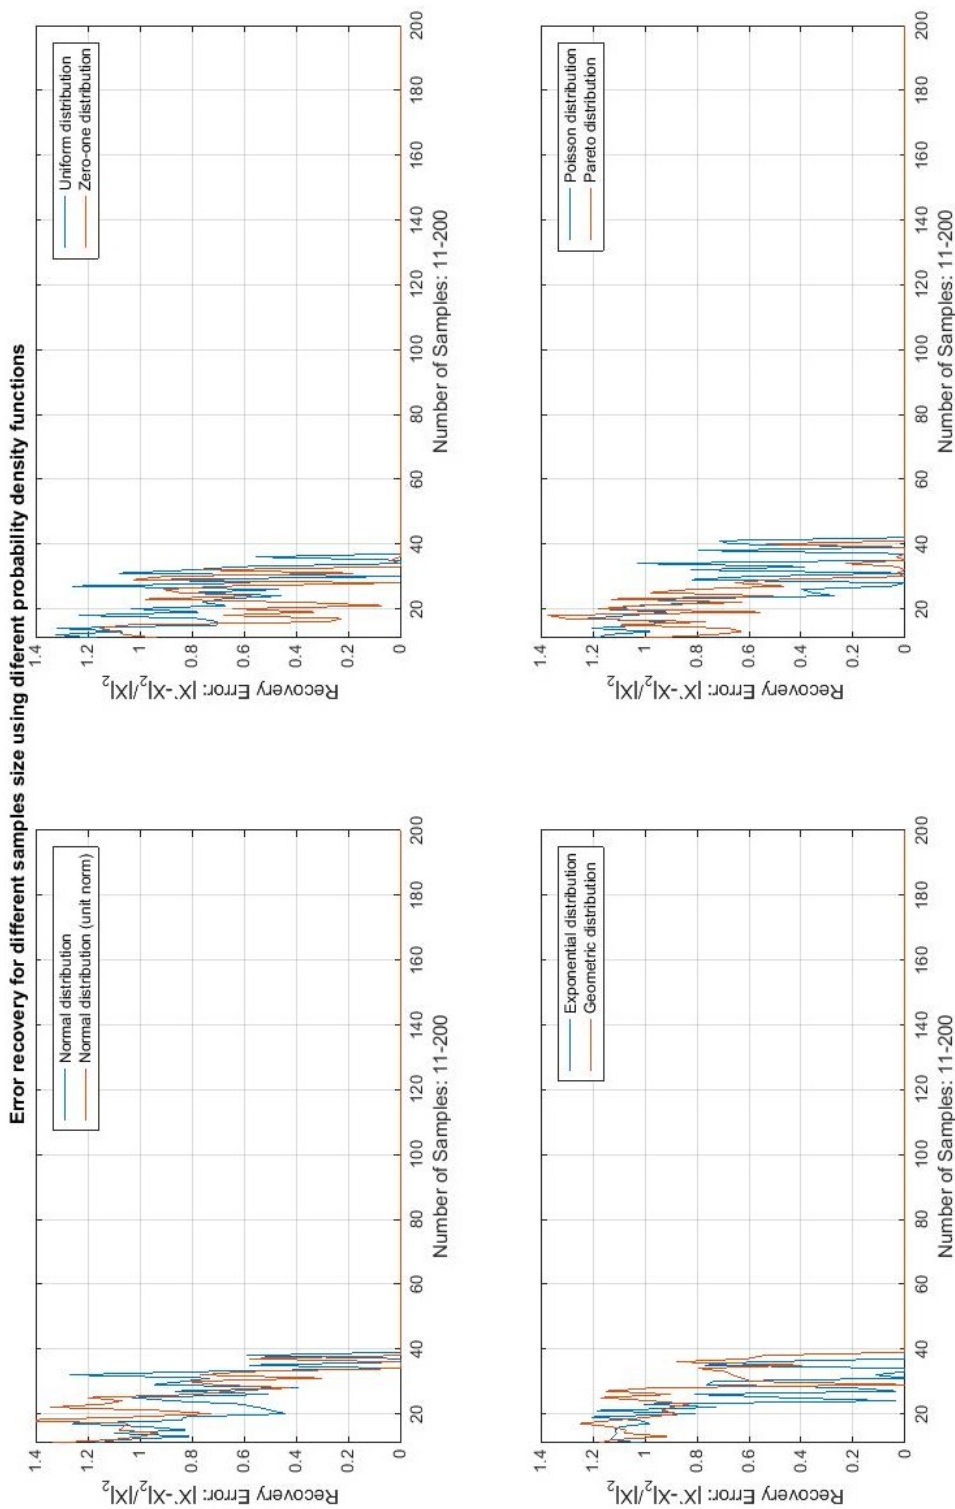 Error recovery for different samples size using diferent probability density functions
1.4
1.2
1
0.8
0.6
0.4
0.2
0
Recovery Error: |X`-X|₂/|X|₂
20 40 60 80 100 120 140 160 180 200
Number of Samples: 11-200
Normal distribution
Normal distribution (unit norm)
1.4
1.2
1
0.8
0.6
0.4
0.2
0
Recovery Error: |X`-X|₂/|X|₂
20 40 60 80 100 120 140 160 180 200
Number of Samples: 11-200
Uniform distribution
Zero-one distribution
1.4
1.2
1
0.8
0.6
0.4
0.2
0
Recovery Error: |X`-X|₂/|X|₂
20 40 60 80 100 120 140 160 180 200
Number of Samples: 11-200
Exponential distribution
Geometric distribution
1.4
1.2
1
0.8
0.6
0.4
0.2
0
Recovery Error: |X`-X|₂/|X|₂
20 40 60 80 100 120 140 160 180 200
Number of Samples: 11-200
Poisson distribution
Pareto distribution